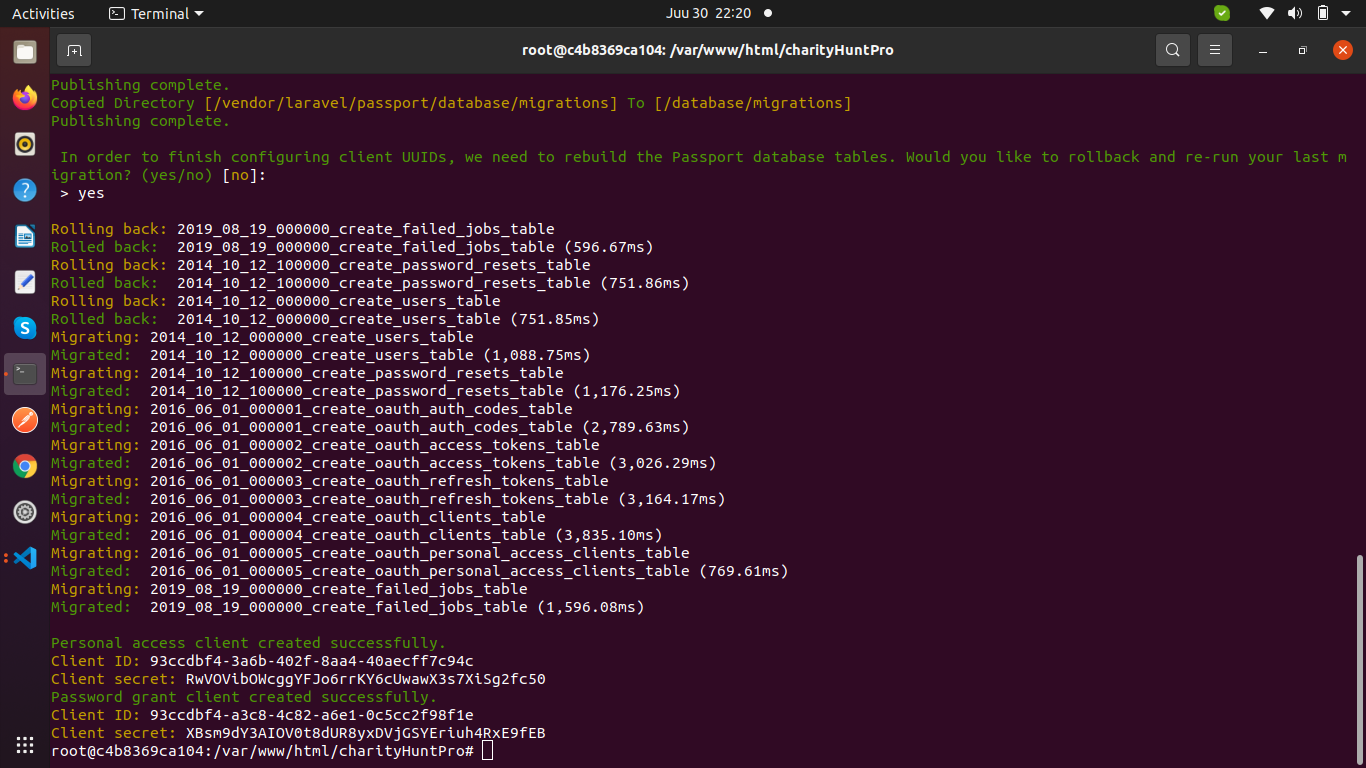 Activities
Terminal
Juu 30 22:20
root@c4b8369ca104: /var/www/html/charityHuntPro
Publishing complete.
Copied Directory [/vendor/laravel/passport/database/migrations] To [/database/migrations]
Publishing complete.
In order to finish configuring client UUIDs, we need to rebuild the Passport database tables. Would you like to rollback and re-run your last m
igration? (yes/no) [no]:
> yes
Rolling back: 2019_08_19_000000_create_failed_jobs_table
Rolled back:  2019_08_19_000000_create_failed_jobs_table (596.67ms)
Rolling back: 2014_10_12_100000_create_password_resets_table
Rolled back:  2014_10_12_100000_create_password_resets_table (751.86ms)
Rolling back: 2014_10_12_000000_create_users_table
Rolled back:  2014_10_12_000000_create_users_table (751.85ms)
Migrating: 2014_10_12_000000_create_users_table
Migrated:  2014_10_12_000000_create_users_table (1,088.75ms)
Migrating: 2014_10_12_100000_create_password_resets_table
Migrated:  2014_10_12_100000_create_password_resets_table (1,176.25ms)
Migrating: 2016_06_01_000001_create_oauth_auth_codes_table
Migrated:  2016_06_01_000001_create_oauth_auth_codes_table (2,789.63ms)
Migrating: 2016_06_01_000002_create_oauth_access_tokens_table
Migrated:  2016_06_01_000002_create_oauth_access_tokens_table (3,026.29ms)
Migrating: 2016_06_01_000003_create_oauth_refresh_tokens_table
Migrated:  2016_06_01_000003_create_oauth_refresh_tokens_table (3,164.17ms)
Migrating: 2016_06_01_000004_create_oauth_clients_table
Migrated:  2016_06_01_000004_create_oauth_clients_table (3,835.10ms)
Migrating: 2016_06_01_000005_create_oauth_personal_access_clients_table
Migrated:  2016_06_01_000005_create_oauth_personal_access_clients_table (769.61ms)
Migrating: 2019_08_19_000000_create_failed_jobs_table
Migrated:  2019_08_19_000000_create_failed_jobs_table (1,596.08ms)
Personal access client created successfully.
Client ID: 93ccdbf4-3a6b-402f-8aa4-40aecff7c94c
Client secret: RwVOVibOWcggYFJo6rrKY6cUwawX3s7XiSg2fc50
Password grant client created successfully.
Client ID: 93ccdbf4-a3c8-4c82-a6e1-0c5cc2f98f1e
Client secret: XBsm9dY3AIOV0t8dUR8yxDVjGSYEriuh4RxE9fEB
root@c4b8369ca104:/var/www/html/charityHuntPro#